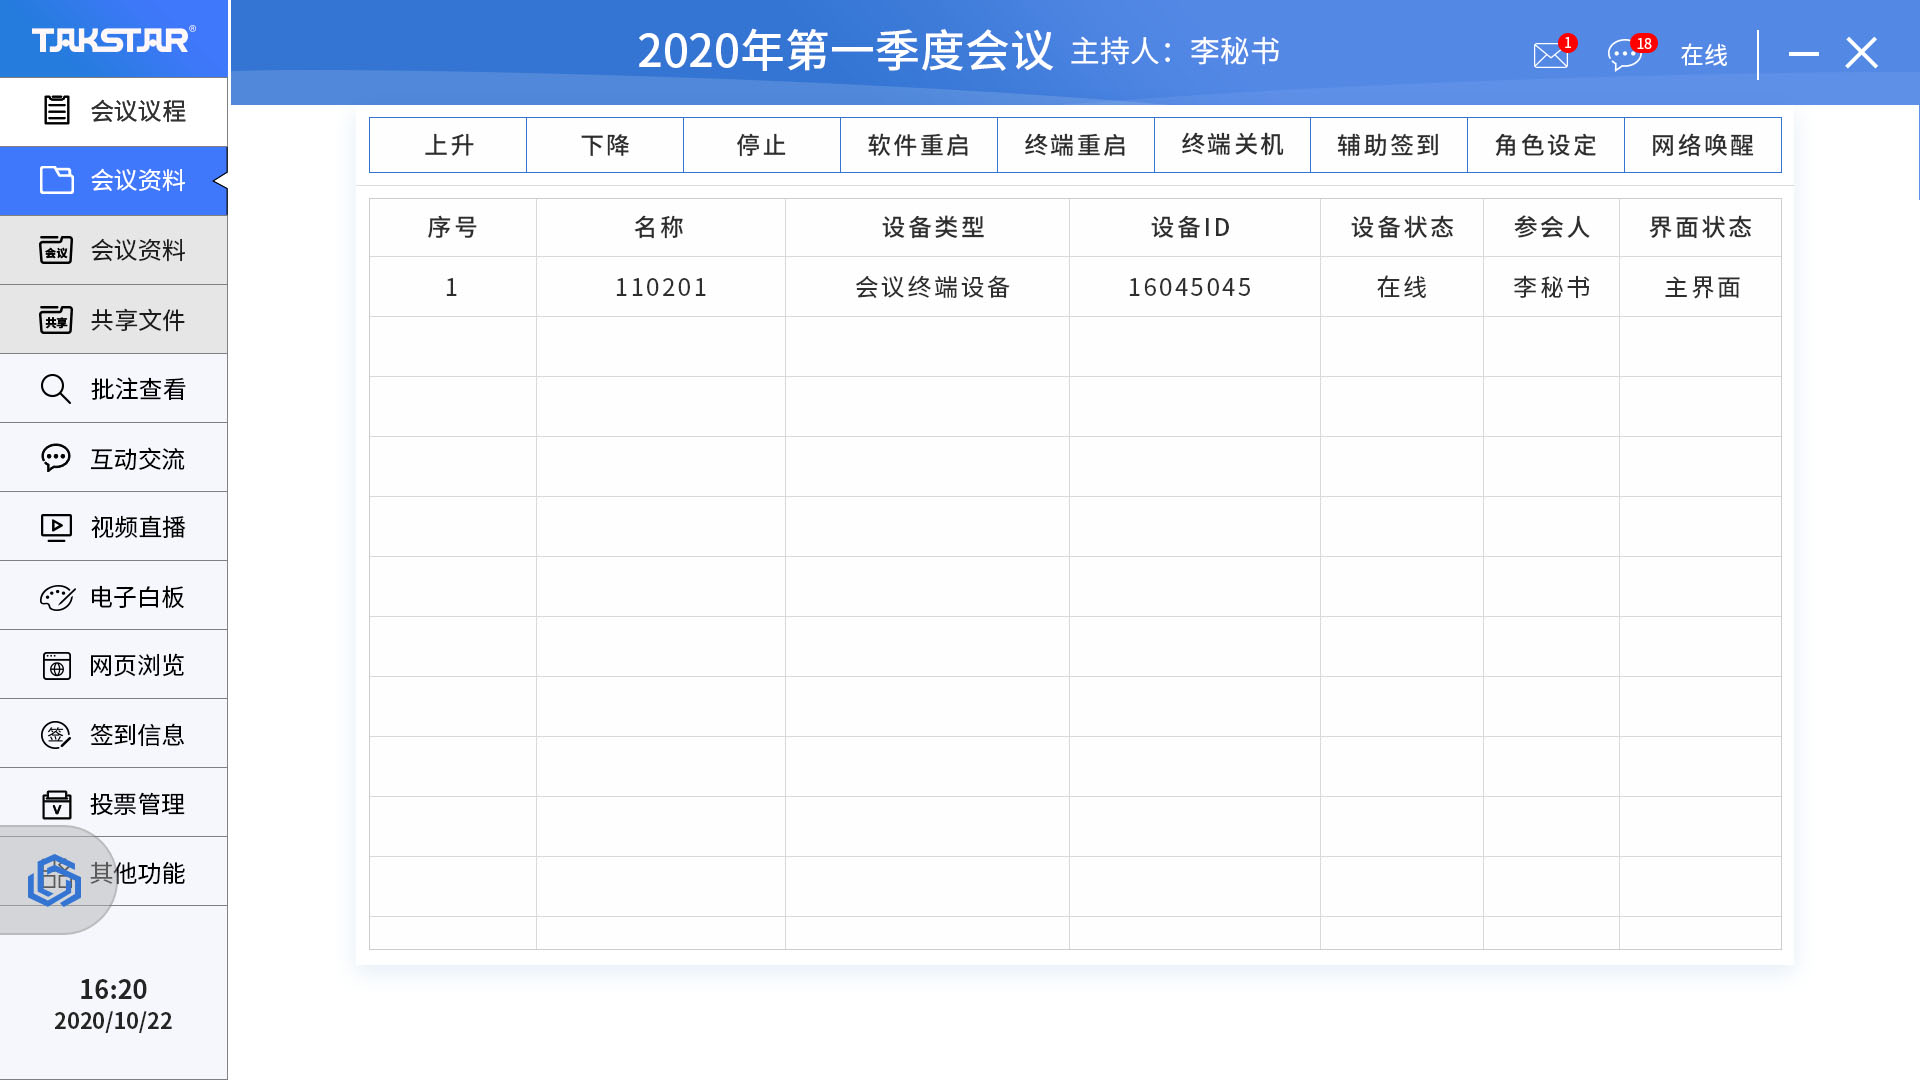 TAKSTAR®
2020年第一季度会议 主持人：李秘书
1
18
在线
会议议程
会议资料
会议 会议资料
共享 共享文件
批注查看
互动交流
视频直播
电子白板
网页浏览
签 签到信息
V 投票管理
其他功能
16:20
2020/10/22
上升 下降 停止 软件重启 终端重启 终端关机 辅助签到 角色设定 网络唤醒
序号 名称 设备类型 设备ID 设备状态 参会人 界面状态
1 110201 会议终端设备 16045045 在线 李秘书 主界面